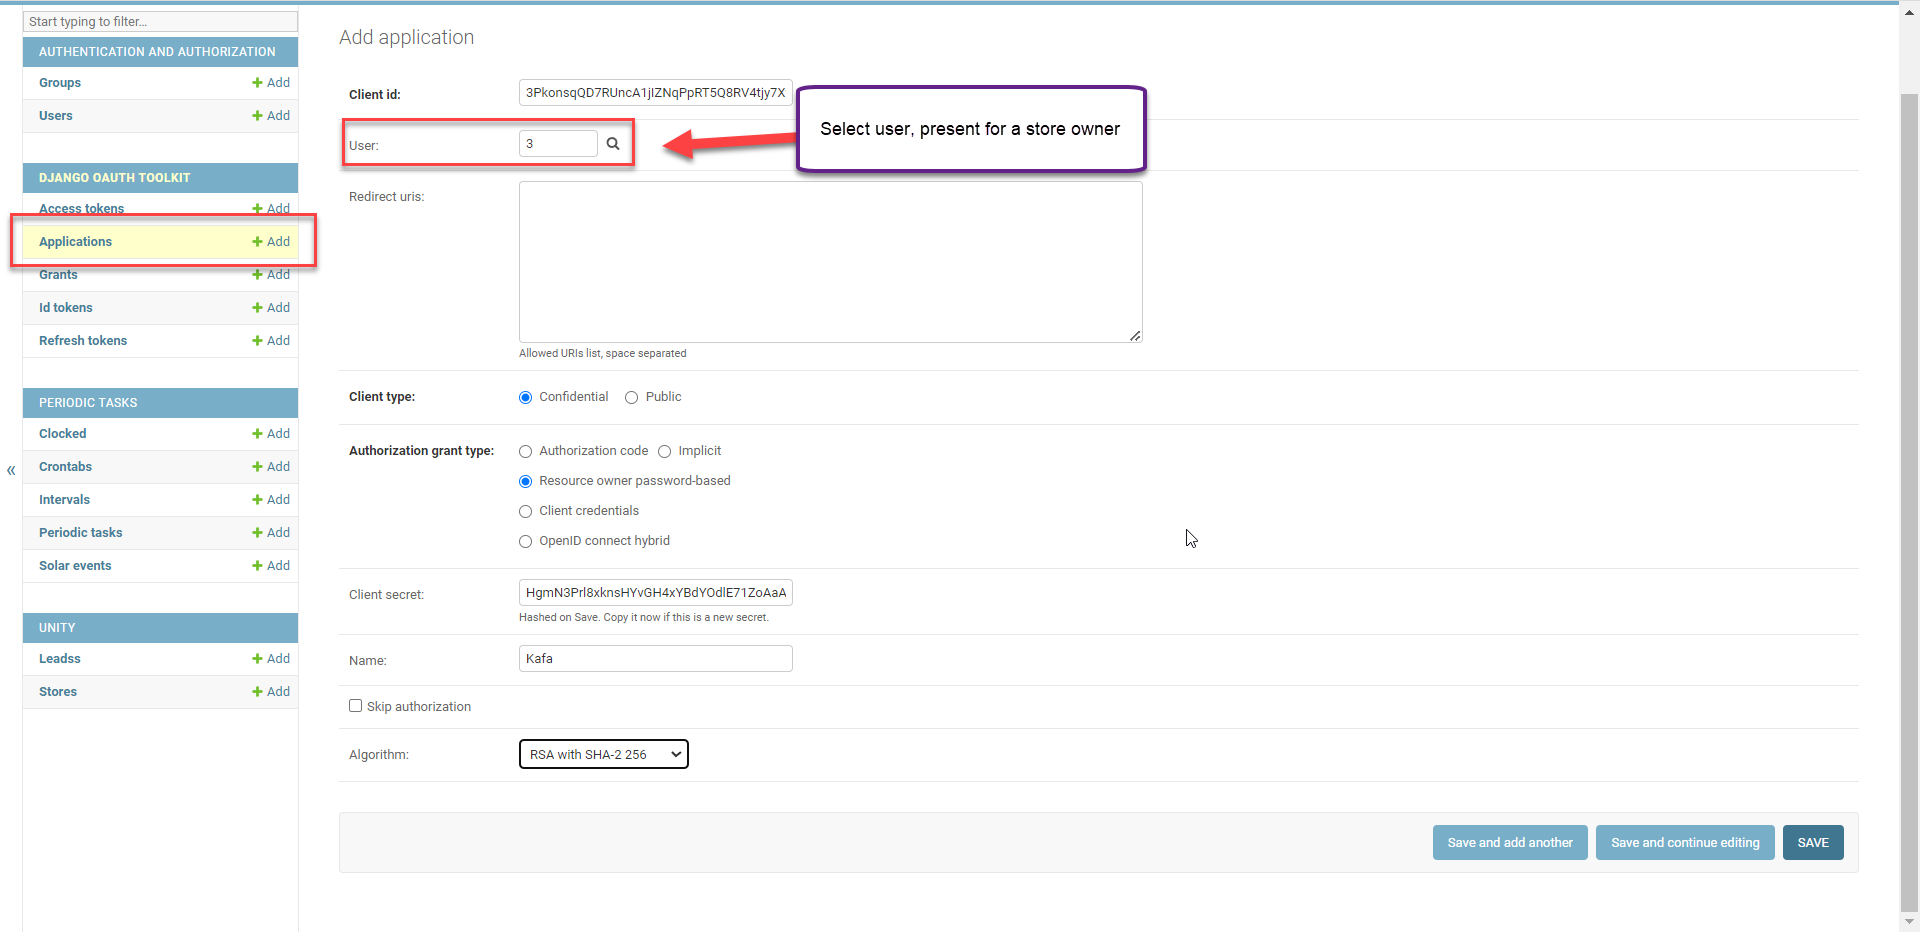 Start typing to filter...
AUTHENTICATION AND AUTHORIZATION
Groups + Add
Users + Add
DJANGO OAUTH TOOLKIT
Access tokens + Add
Applications + Add
Grants + Add
Id tokens + Add
Refresh tokens + Add
PERIODIC TASKS
Clocked + Add
Crontabs + Add
Intervals + Add
Periodic tasks + Add
Solar events + Add
UNITY
Leadss + Add
Stores + Add
«
Add application
Client id: 3PkonsqQD7RUncA1jIZNqPpRT5Q8RV4tjy7X
User: 3
Select user, present for a store owner
Redirect uris:
Allowed URIs list, space separated
Client type: Confidential Public
Authorization grant type: Authorization code Implicit
Resource owner password-based
Client credentials
OpenID connect hybrid
Client secret: HgmN3Prl8xknsHYvGH4xYBdYOdlE71ZoAaA
Hashed on Save. Copy it now if this is a new secret.
Name: Kafa
Skip authorization
Algorithm: RSA with SHA-2 256
Save and add another Save and continue editing SAVE